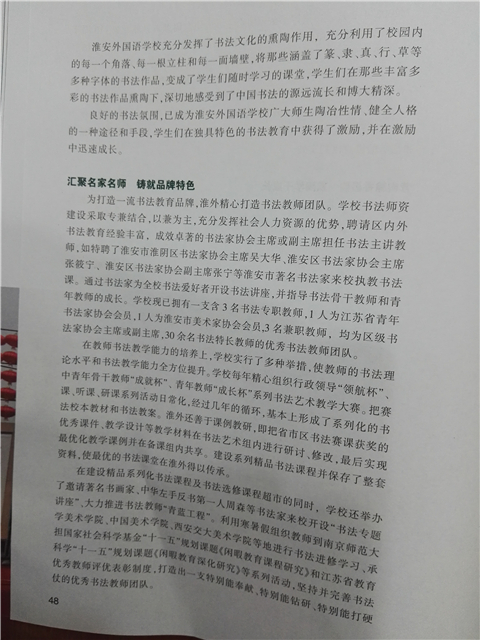 淮安外国语学校充分发挥了书法文化的熏陶作用，充分利用了校园内
的每一个角落、每一根立柱和每一面墙壁，将那些涵盖了篆、隶、真、行、草等
多种字体的书法作品，变成了学生们随时学习的课堂，学生们在那些丰富多
彩的书法作品熏陶下，深切地感受到了中国书法的源远流长和博大精深。
良好的书法氛围，已成为淮安外国语学校广大师生陶冶性情、健全人格
的一种途径和手段，学生们在独具特色的书法教育中获得了激励，并在激励
中迅速成长。
汇聚名家名师 铸就品牌特色
为打造一流书法教育品牌，淮外精心打造书法教师团队。学校书法师资
建设采取专兼结合，以兼为主，充分发挥社会人力资源的优势，聘请区内外
书法教育经验丰富，成效卓著的书法家协会主席或副主席担任书法主讲教
师，如特聘了淮安市淮阴区书法家协会主席吴大华、淮安区书法家协会主席
张筱宁、淮安区书法家协会副主席张宁等淮安市著名书法家来校执教书法
课。通过书法家为全校书法爱好者开设书法讲座，并指导书法骨干教师和青
年教师的成长。学校现已拥有一支含3名书法专职教师，1人为江苏省青年
书法家协会会员，1人为淮安市美术家协会会员，3名兼职教师，均为区级书
法家协会主席或副主席，30余名书法特长教师的优秀书法教师团队。
在教师书法教学能力的培养上，学校实行了多种举措，使教师的书法理
论水平和书法教学能力全方位提升。学校每年精心组织行政领导“领航杯”、
中青年骨干教师“成就杯”、青年教师“成长杯”系列书法艺术教学大赛。把赛
课、听课、研课系列活动日常化，经过几年的循环，基本上形成了系列化的书
法校本教材和书法教案。淮外还善于课例教研，即把省市区书法赛课获奖的
优秀课件、教学设计等教学材料在书法艺术组内进行研讨、修改，最后实现
最优化教学课例并在备课组内共享。建设系列精品书法课程并保存了整套
资料，使最优的书法课堂在淮外得以传承。
在建设精品系列化书法课程及书法选修课程超市的同时，学校还举办
了邀请著名书画家、中华左手反书第一人周森等书法家来校开设“书法专题
讲座”、大力推进书法教师“青蓝工程”。利用寒暑假组织教师到南京师范大
学美术学院、中国美术学院、西安交大美术学院等地进行书法进修学习、承
担国家社会科学基金“十一五”规划课题《闲暇教育课程研究》和江苏省教育
科学“十一五”规划课题《闲暇教育深化研究》等系列活动，坚持并完善书法
优秀教师评优表彰制度，打造出一支特别能奉献、特别能钻研、特别能打硬
仗的优秀书法教师团队。
48